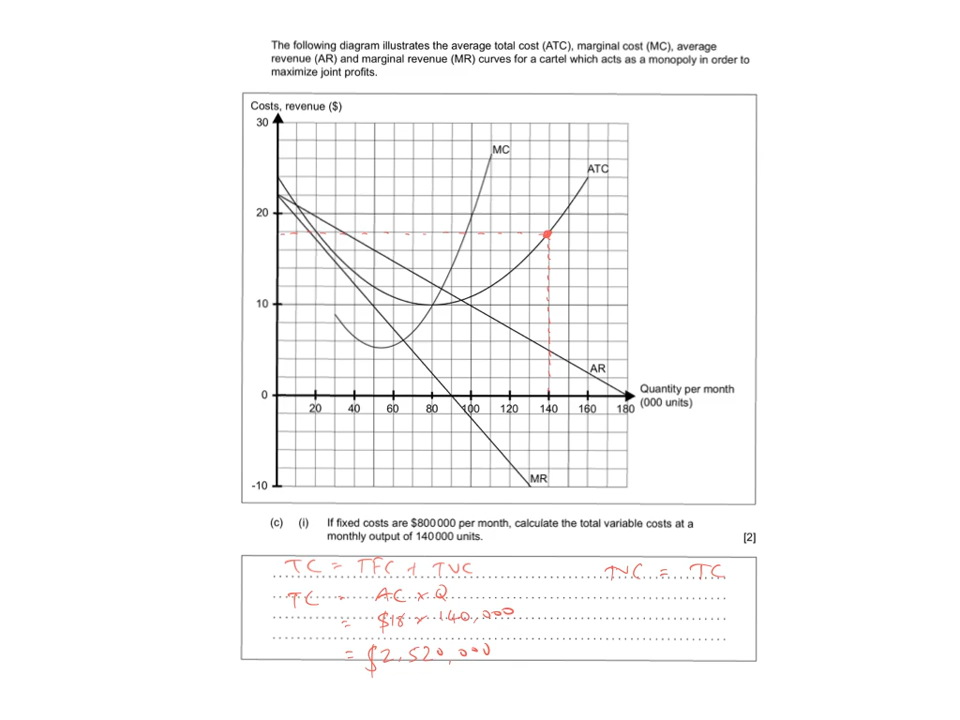 The following diagram illustrates the average total cost (ATC), marginal cost (MC), average
revenue (AR) and marginal revenue (MR) curves for a cartel which acts as a monopoly in order to
maximize joint profits.
Costs, revenue ($)
30
MC
ATC
20
10
AR
0
Quantity per month
(000 units)
20 40 60 80 100 120 140 160 180
-10
MR
(c) (i) If fixed costs are $800 000 per month, calculate the total variable costs at a
monthly output of 140 000 units. [2]
TC = TFC + TVC TVC = TC
TC = AC x Q
= $18 x 140,000
= $2,520,000